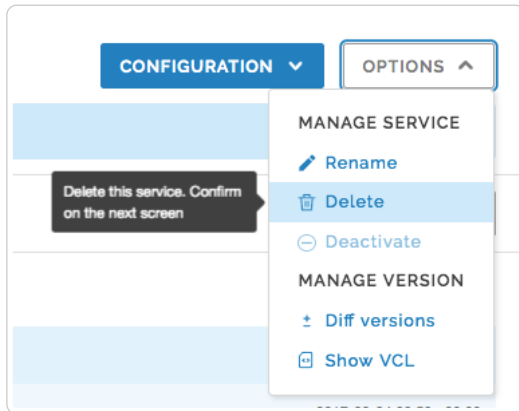 CONFIGURATION
OPTIONS
MANAGE SERVICE
Rename
Delete this service. Confirm
on the next screen
Delete
Deactivate
MANAGE VERSION
Diff versions
Show VCL